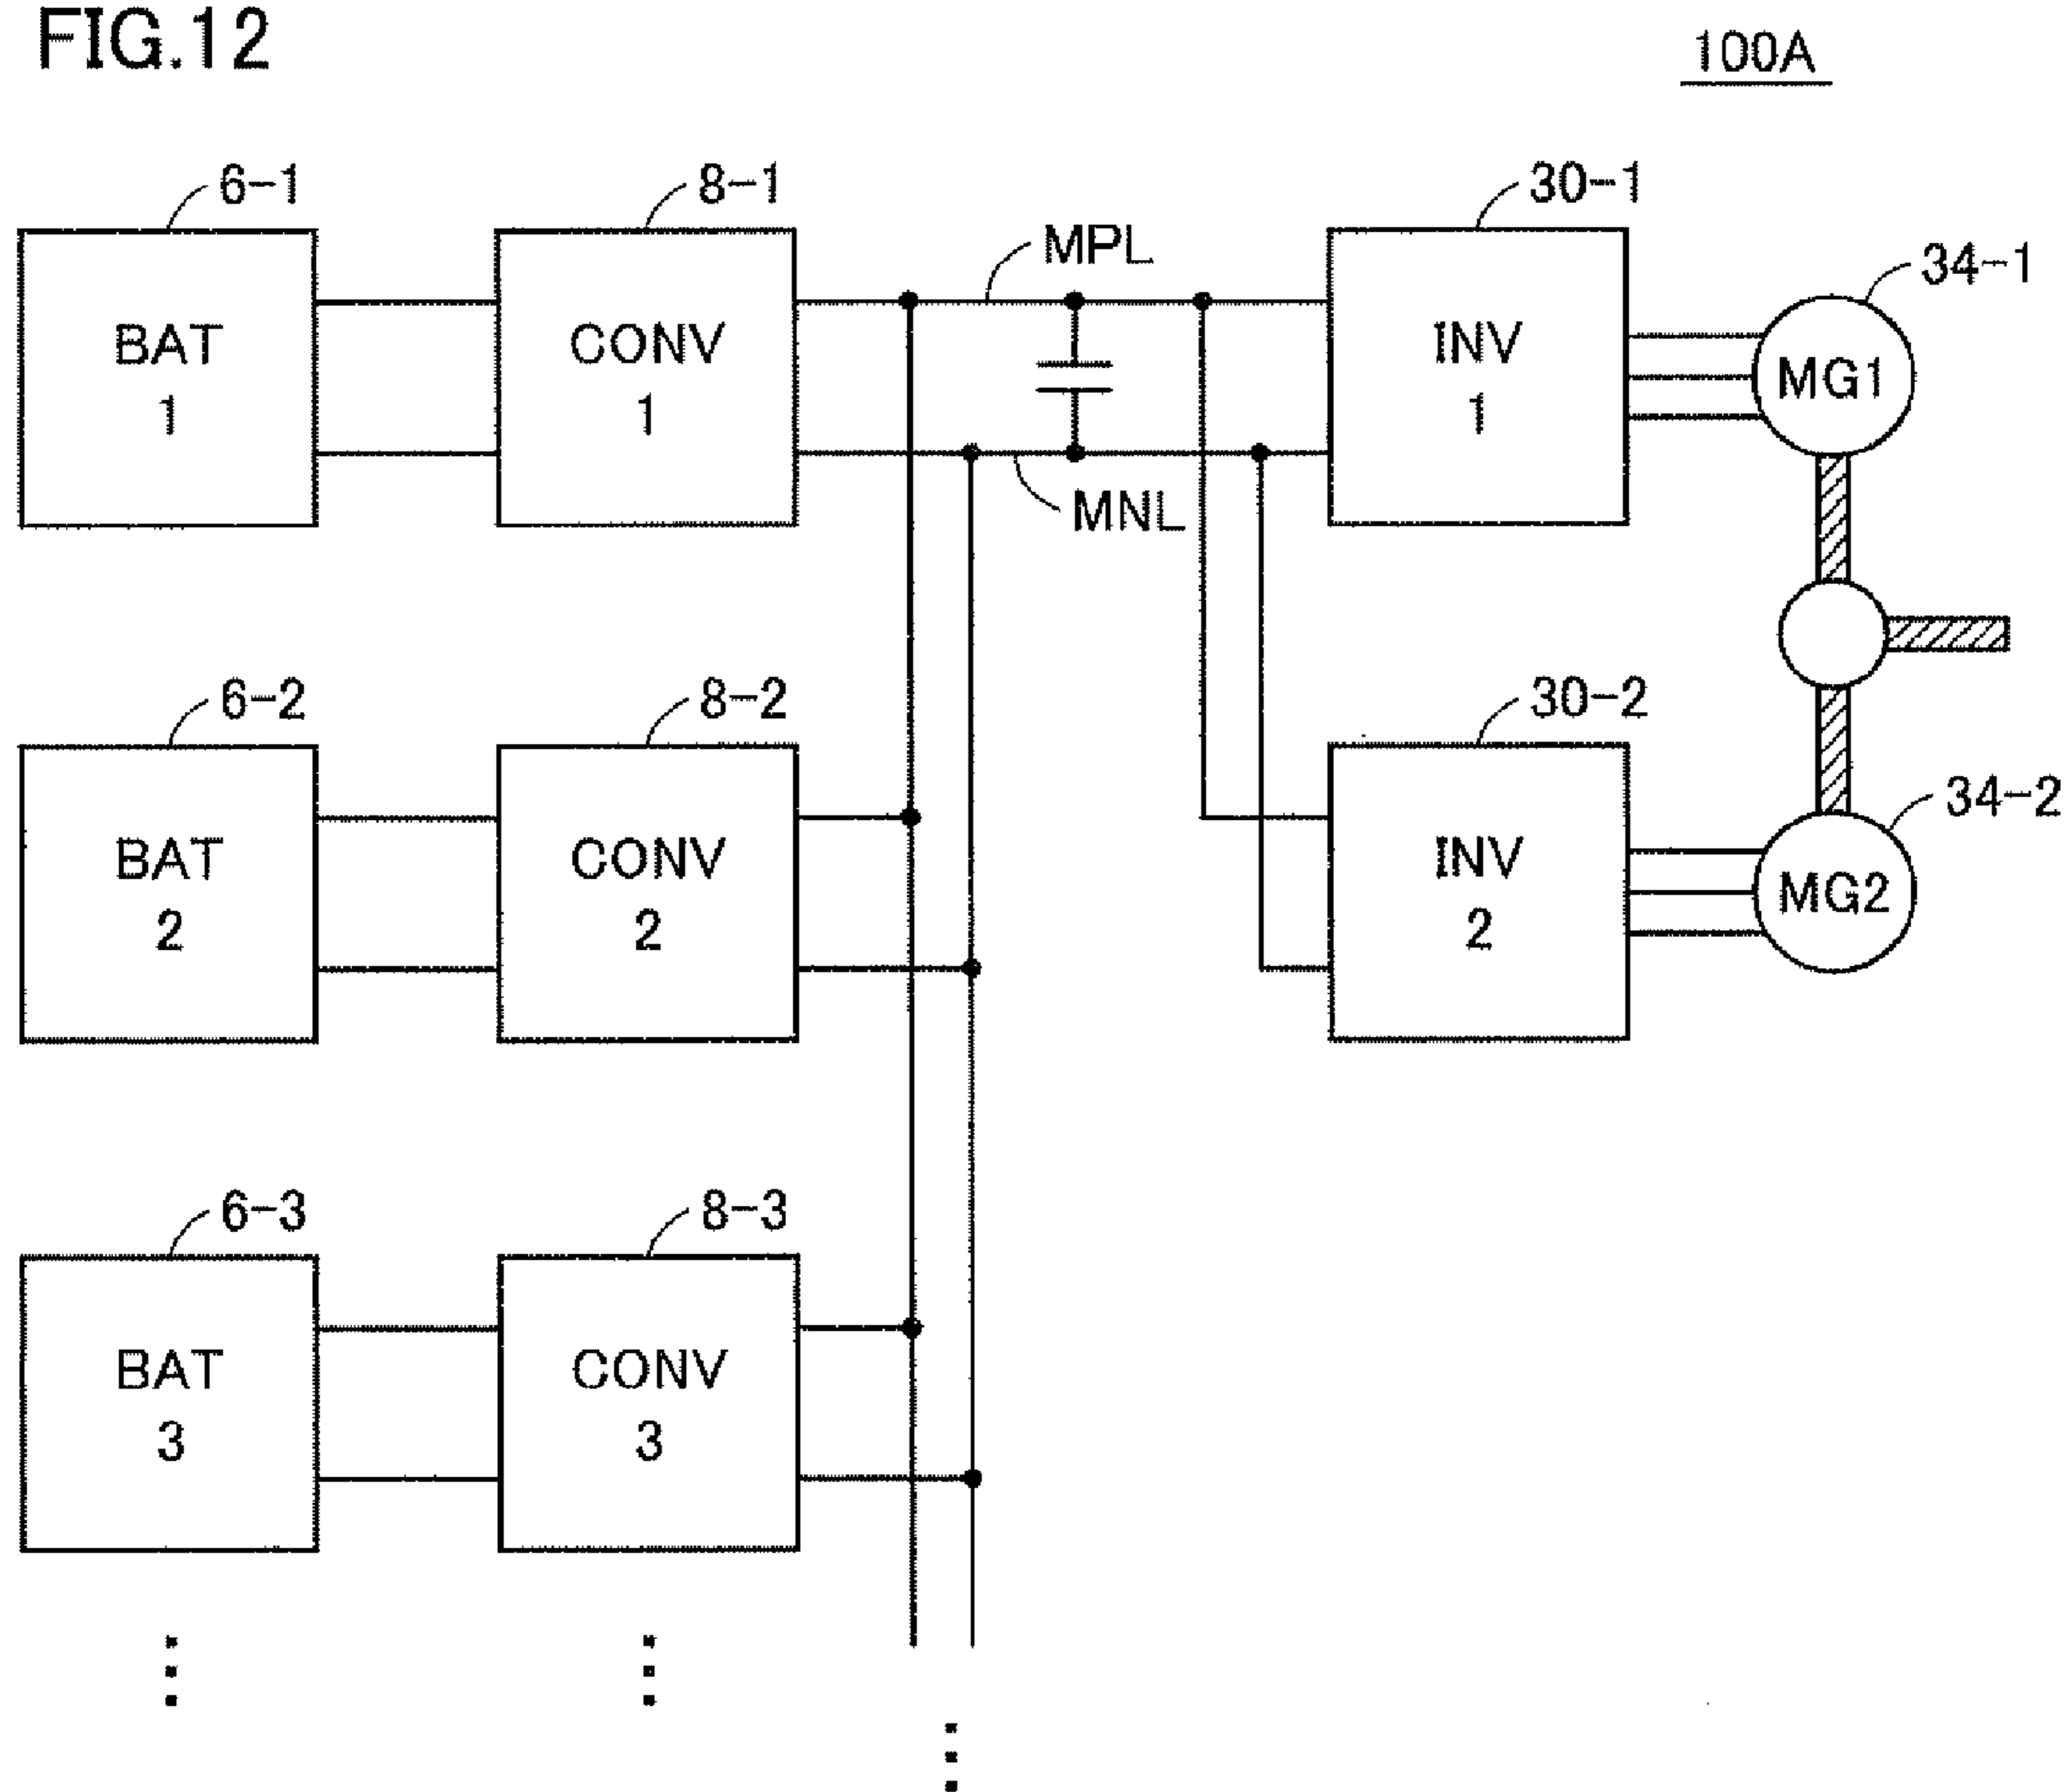 FIG.12
100A
6-1
8-1
30-1
34-1
MPL
BAT
1
CONV
1
INV
1
MG1
MNL
6-2
8-2
30-2
34-2
BAT
2
CONV
2
INV
2
MG2
6-3
8-3
BAT
3
CONV
3